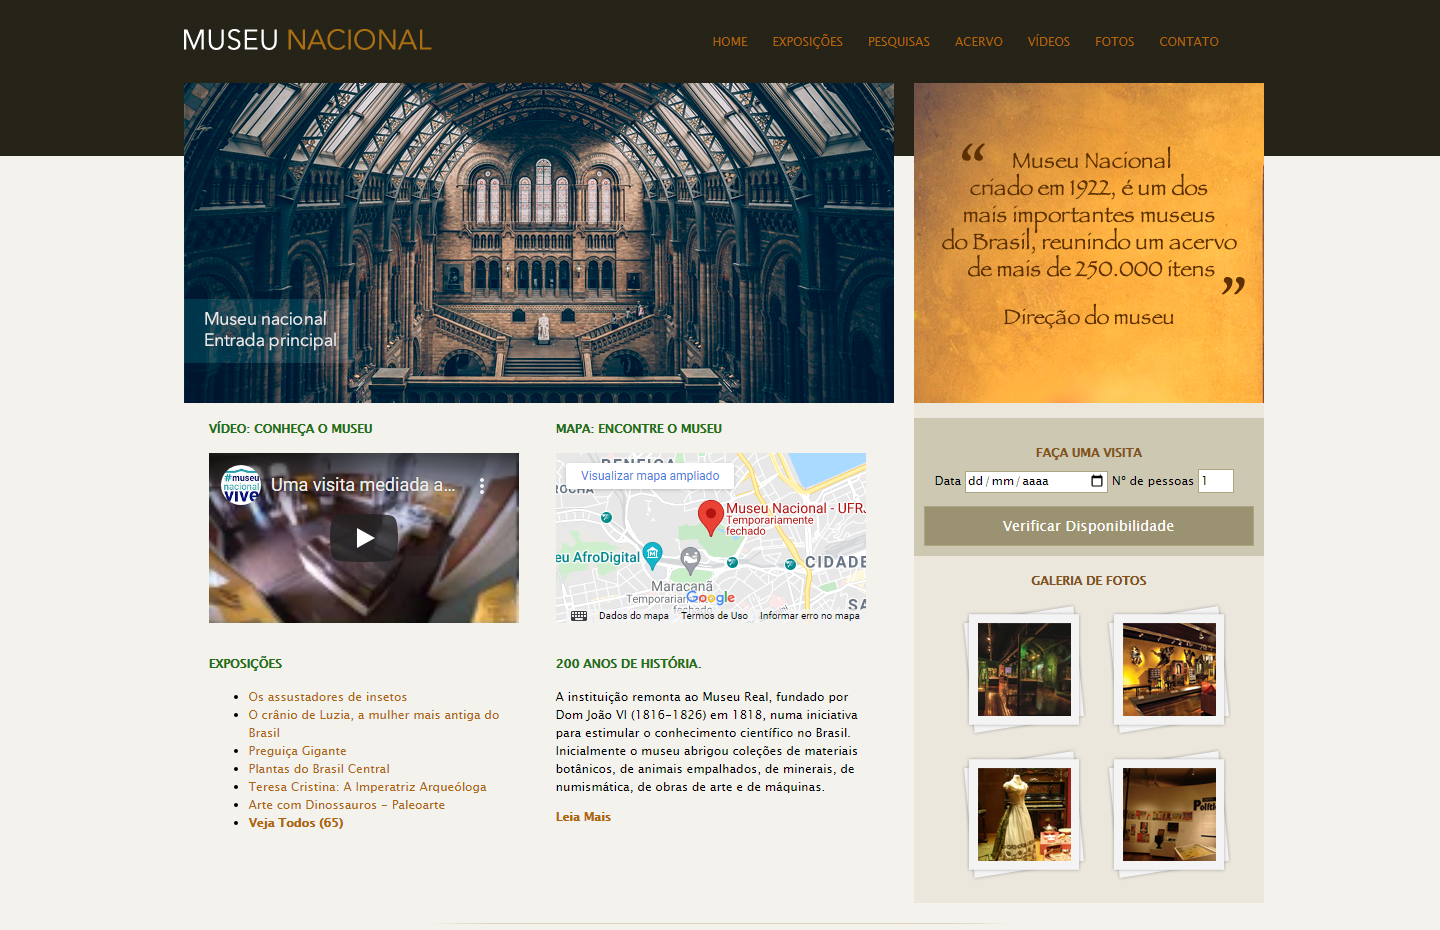 MUSEU NACIONAL
HOME EXPOSIÇÕES PESQUISAS ACERVO VÍDEOS FOTOS CONTATO
Museu nacional
Entrada principal
“ Museu Nacional
criado em 1922, é um dos
mais importantes museus
do Brasil, reunindo um acervo
de mais de 250.000 itens ”
Direção do museu
VÍDEO: CONHEÇA O MUSEU
#museu
nacional
vive
Uma visita mediada a...
MAPA: ENCONTRE O MUSEU
BENFICA
Visualizar mapa ampliado
ROCHA
Museu Nacional - UFRJ
Temporariamente
fechado
eu AfroDigital
CIDADE
Maracanã
Temporariam
fechado
Google
SA
Dados do mapa Termos de Uso Informar erro no mapa
FAÇA UMA VISITA
Data dd/mm/aaaa N° de pessoas 1
Verificar Disponibilidade
GALERIA DE FOTOS
Polític
EXPOSIÇÕES
Os assustadores de insetos
O crânio de Luzia, a mulher mais antiga do
Brasil
Preguiça Gigante
Plantas do Brasil Central
Teresa Cristina: A Imperatriz Arqueóloga
Arte com Dinossauros - Paleoarte
Veja Todos (65)
200 ANOS DE HISTÓRIA.
A instituição remonta ao Museu Real, fundado por
Dom João VI (1816-1826) em 1818, numa iniciativa
para estimular o conhecimento científico no Brasil.
Inicialmente o museu abrigou coleções de materiais
botânicos, de animais empalhados, de minerais, de
numismática, de obras de arte e de máquinas.
Leia Mais